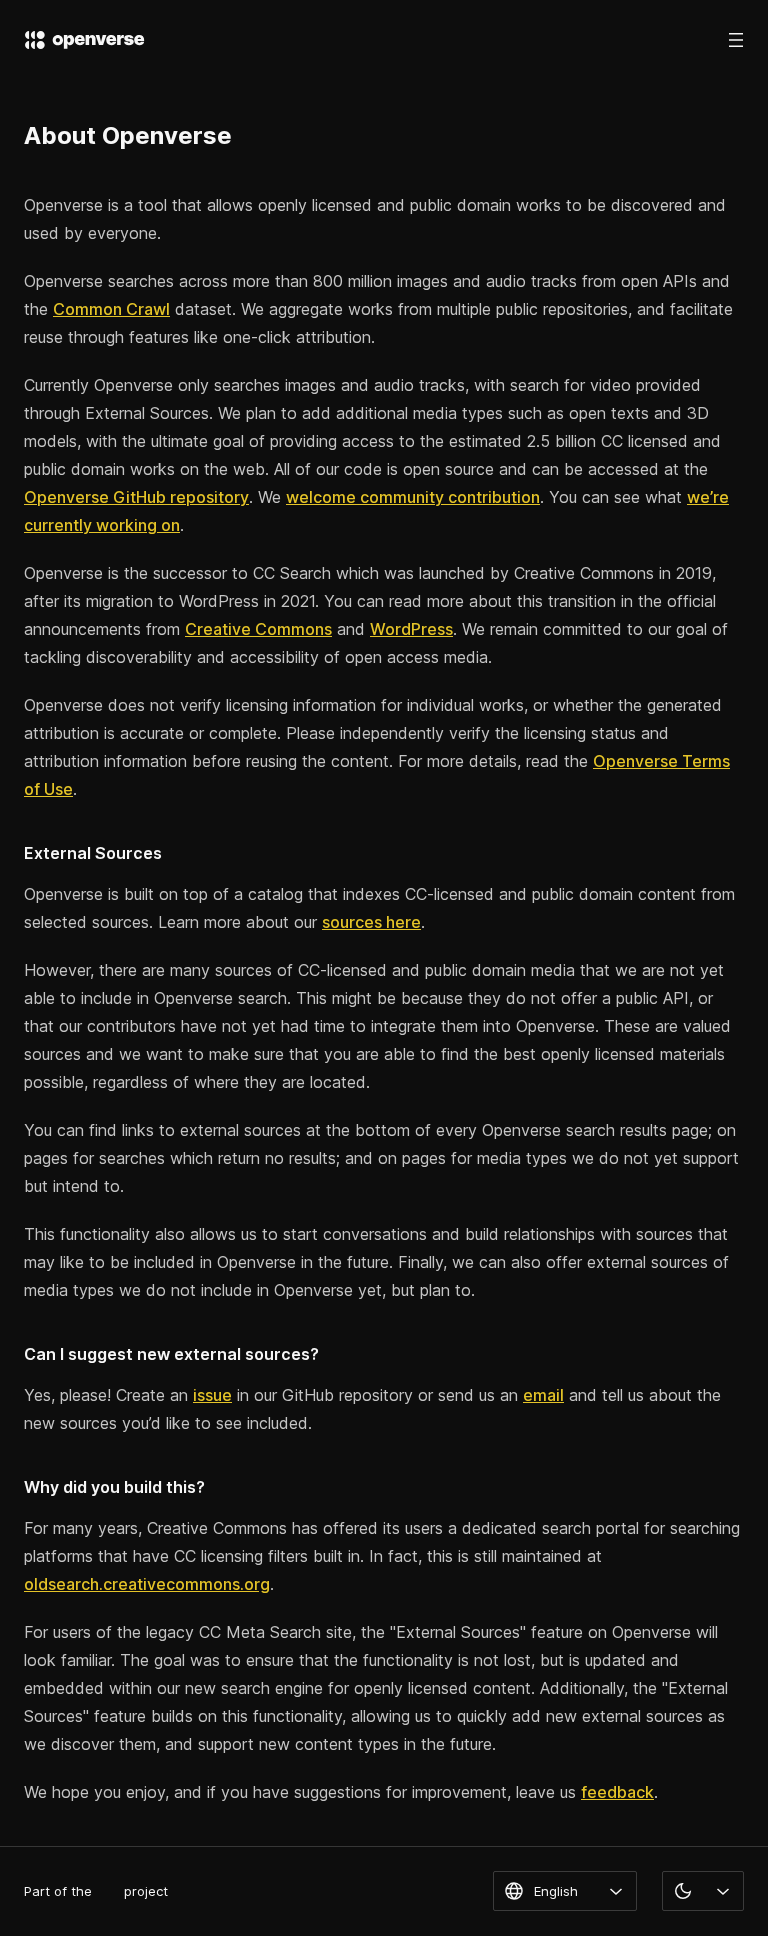 openverse
About Openverse
Openverse is a tool that allows openly licensed and public domain works to be discovered and
used by everyone.
Openverse searches across more than 800 million images and audio tracks from open APIs and
the Common Crawl dataset. We aggregate works from multiple public repositories, and facilitate
reuse through features like one-click attribution.
Currently Openverse only searches images and audio tracks, with search for video provided
through External Sources. We plan to add additional media types such as open texts and 3D
models, with the ultimate goal of providing access to the estimated 2.5 billion CC licensed and
public domain works on the web. All of our code is open source and can be accessed at the
Openverse GitHub repository. We welcome community contribution. You can see what we’re
currently working on.
Openverse is the successor to CC Search which was launched by Creative Commons in 2019,
after its migration to WordPress in 2021. You can read more about this transition in the official
announcements from Creative Commons and WordPress. We remain committed to our goal of
tackling discoverability and accessibility of open access media.
Openverse does not verify licensing information for individual works, or whether the generated
attribution is accurate or complete. Please independently verify the licensing status and
attribution information before reusing the content. For more details, read the Openverse Terms
of Use.
External Sources
Openverse is built on top of a catalog that indexes CC-licensed and public domain content from
selected sources. Learn more about our sources here.
However, there are many sources of CC-licensed and public domain media that we are not yet
able to include in Openverse search. This might be because they do not offer a public API, or
that our contributors have not yet had time to integrate them into Openverse. These are valued
sources and we want to make sure that you are able to find the best openly licensed materials
possible, regardless of where they are located.
You can find links to external sources at the bottom of every Openverse search results page; on
pages for searches which return no results; and on pages for media types we do not yet support
but intend to.
This functionality also allows us to start conversations and build relationships with sources that
may like to be included in Openverse in the future. Finally, we can also offer external sources of
media types we do not include in Openverse yet, but plan to.
Can I suggest new external sources?
Yes, please! Create an issue in our GitHub repository or send us an email and tell us about the
new sources you’d like to see included.
Why did you build this?
For many years, Creative Commons has offered its users a dedicated search portal for searching
platforms that have CC licensing filters built in. In fact, this is still maintained at
oldsearch.creativecommons.org.
For users of the legacy CC Meta Search site, the "External Sources" feature on Openverse will
look familiar. The goal was to ensure that the functionality is not lost, but is updated and
embedded within our new search engine for openly licensed content. Additionally, the "External
Sources" feature builds on this functionality, allowing us to quickly add new external sources as
we discover them, and support new content types in the future.
We hope you enjoy, and if you have suggestions for improvement, leave us feedback.
Part of the project
English